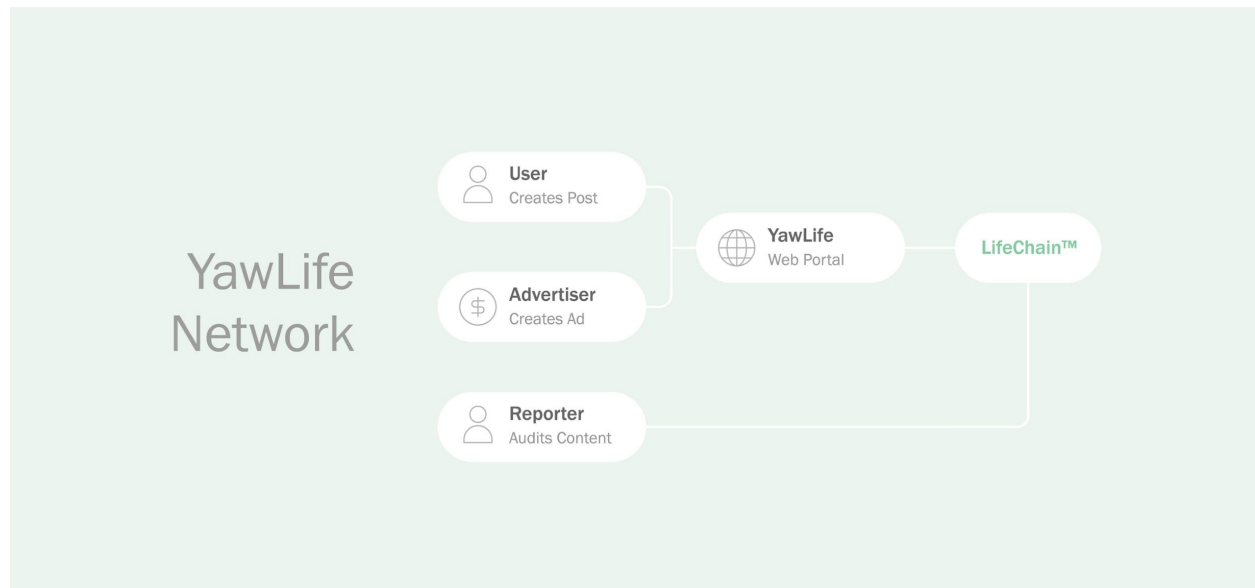 YawLife
Network
User
Creates Post
Advertiser
Creates Ad
Reporter
Audits Content
YawLife
Web Portal
LifeChain™